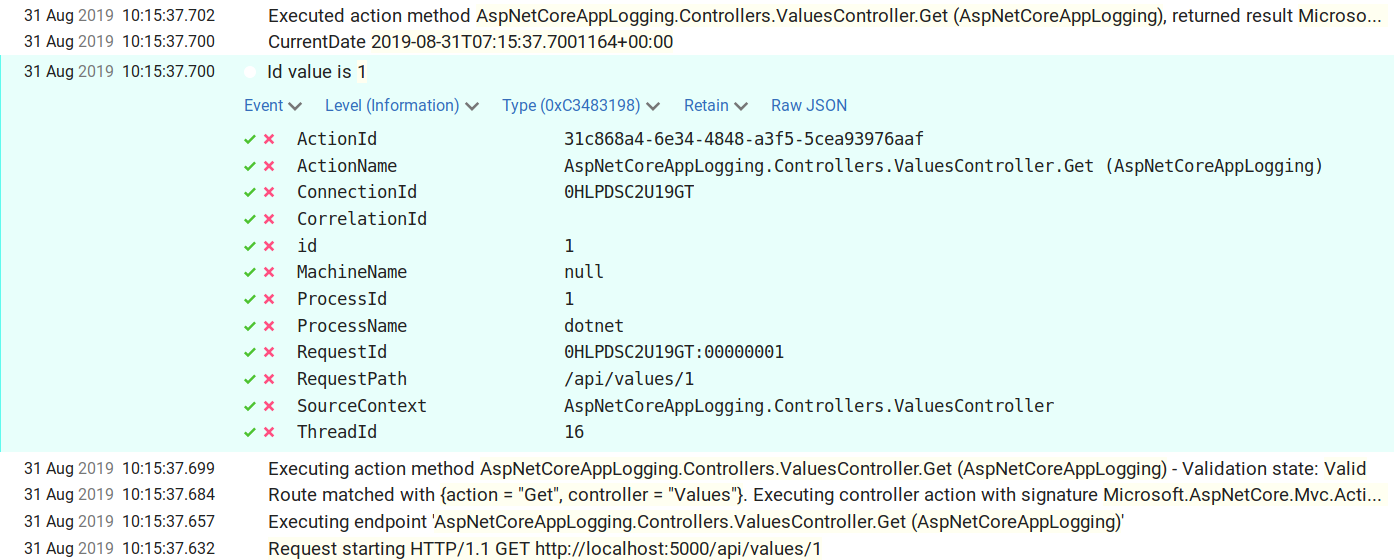 31 Aug 2019 10:15:37.702 Executed action method AspNetCoreAppLogging.Controllers.ValuesController.Get (AspNetCoreAppLogging), returned result Microso...
31 Aug 2019 10:15:37.700 CurrentDate 2019-08-31T07:15:37.7001164+00:00
31 Aug 2019 10:15:37.700 Id value is 1
Event Level (Information) Type (0xC3483198) Retain Raw JSON
ActionId 31c868a4-6e34-4848-a3f5-5cea93976aaf
ActionName AspNetCoreAppLogging.Controllers.ValuesController.Get (AspNetCoreAppLogging)
ConnectionId 0HLPDSC2U19GT
CorrelationId
id 1
MachineName null
ProcessId 1
ProcessName dotnet
RequestId 0HLPDSC2U19GT:00000001
RequestPath /api/values/1
SourceContext AspNetCoreAppLogging.Controllers.ValuesController
ThreadId 16
31 Aug 2019 10:15:37.699 Executing action method AspNetCoreAppLogging.Controllers.ValuesController.Get (AspNetCoreAppLogging) - Validation state: Valid
31 Aug 2019 10:15:37.684 Route matched with {action = "Get", controller = "Values"}. Executing controller action with signature Microsoft.AspNetCore.Mvc.Acti...
31 Aug 2019 10:15:37.657 Executing endpoint 'AspNetCoreAppLogging.Controllers.ValuesController.Get (AspNetCoreAppLogging)'
31 Aug 2019 10:15:37.632 Request starting HTTP/1.1 GET http://localhost:5000/api/values/1